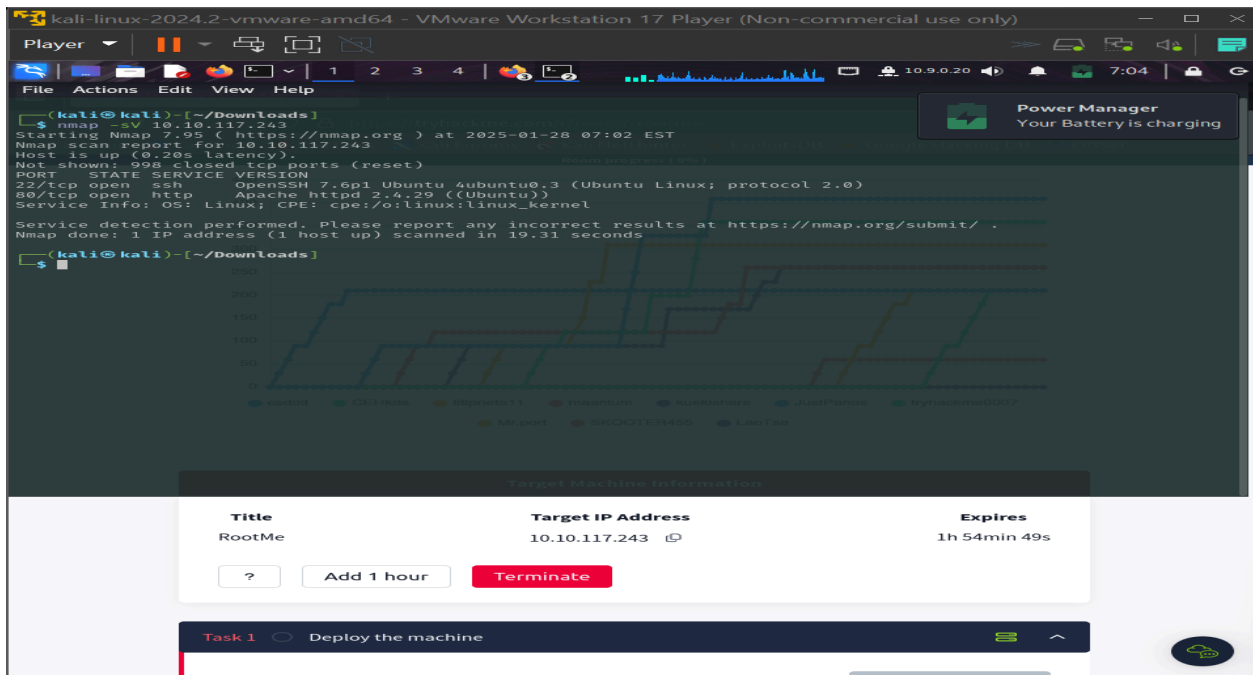 kali-linux-2024.2-vmware-amd64 - VMware Workstation 17 Player (Non-commercial use only)
Player
1 2 3 4 10.9.0.20 7:04
File Actions Edit View Help
Power Manager
Your Battery is charging
(kali㉿kali)-[~/Downloads]
$ nmap -sV 10.10.117.243
Starting Nmap 7.95 ( https://nmap.org ) at 2025-01-28 07:02 EST
Nmap scan report for 10.10.117.243
Host is up (0.20s latency).
Not shown: 998 closed tcp ports (reset)
PORT STATE SERVICE VERSION
22/tcp open ssh OpenSSH 7.6p1 Ubuntu 4ubuntu0.3 (Ubuntu Linux; protocol 2.0)
80/tcp open http Apache httpd 2.4.29 ((Ubuntu))
Service Info: OS: Linux; CPE: cpe:/o:linux:linux_kernel
Service detection performed. Please report any incorrect results at https://nmap.org/submit/ .
Nmap done: 1 IP address (1 host up) scanned in 19.31 seconds
(kali㉿kali)-[~/Downloads]
$
200
150
100
50
0
Target Machine Information
Title Target IP Address Expires
RootMe 10.10.117.243 1h 54min 49s
? Add 1 hour Terminate
Task 1 Deploy the machine